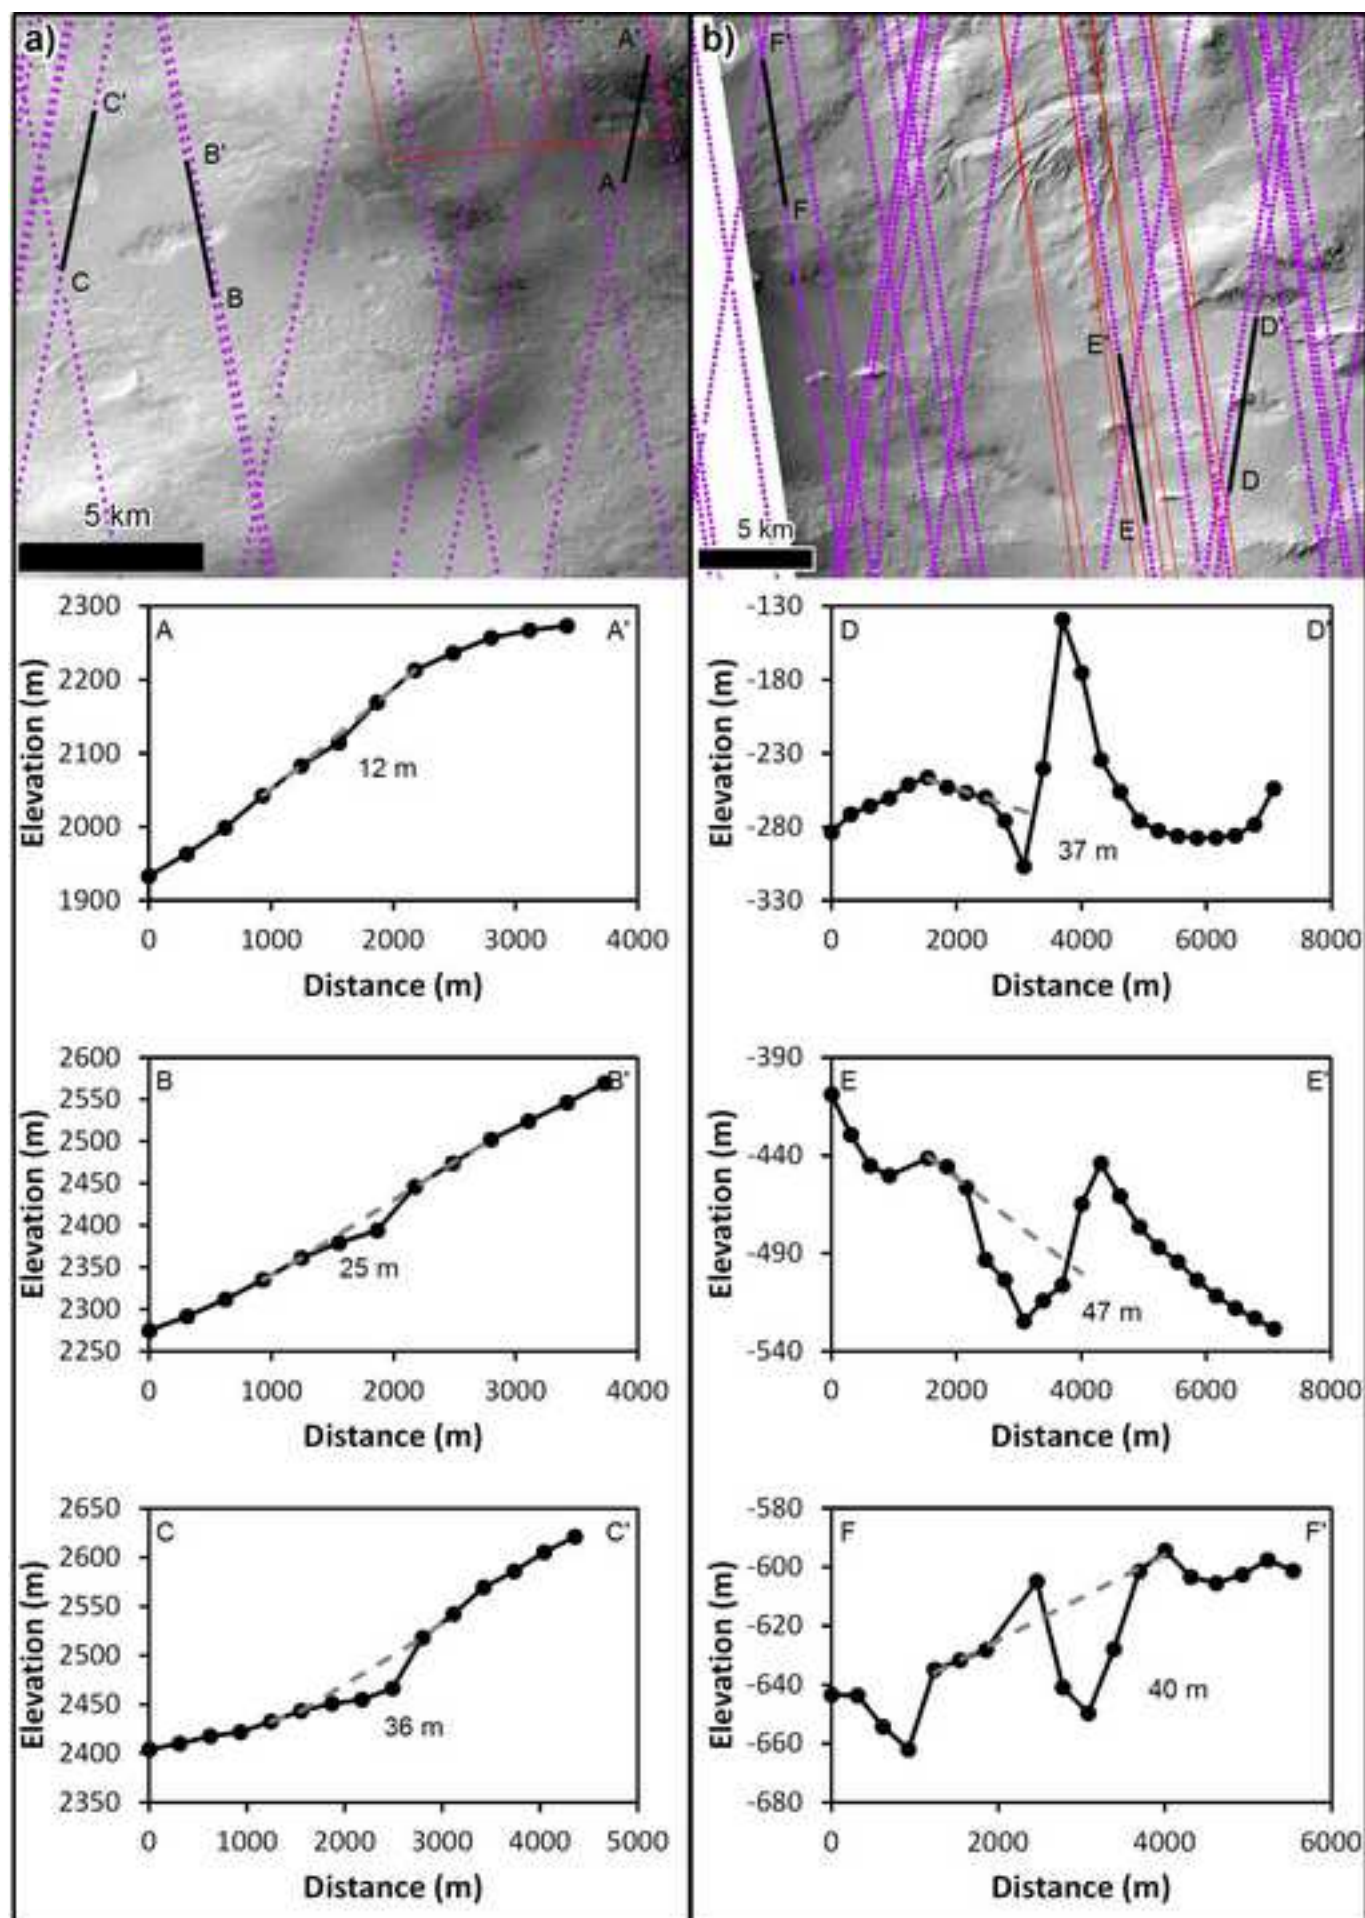 a)
A'
C'
B'
A
C
B
5 km
b)
F'
F
E'
D'
D
E
5 km
2300
2200
2100
2000
1900
Elevation (m)
A
A'
12 m
0 1000 2000 3000 4000
Distance (m)
-130
-180
-230
-280
-330
Elevation (m)
D
D'
37 m
0 2000 4000 6000 8000
Distance (m)
2600
2550
2500
2450
2400
2350
2300
2250
Elevation (m)
B
B'
25 m
0 1000 2000 3000 4000
Distance (m)
-390
-440
-490
-540
Elevation (m)
E
E'
47 m
0 2000 4000 6000 8000
Distance (m)
2650
2600
2550
2500
2450
2400
2350
Elevation (m)
C
C'
36 m
0 1000 2000 3000 4000 5000
Distance (m)
-580
-600
-620
-640
-660
-680
Elevation (m)
F
F'
40 m
0 2000 4000 6000
Distance (m)